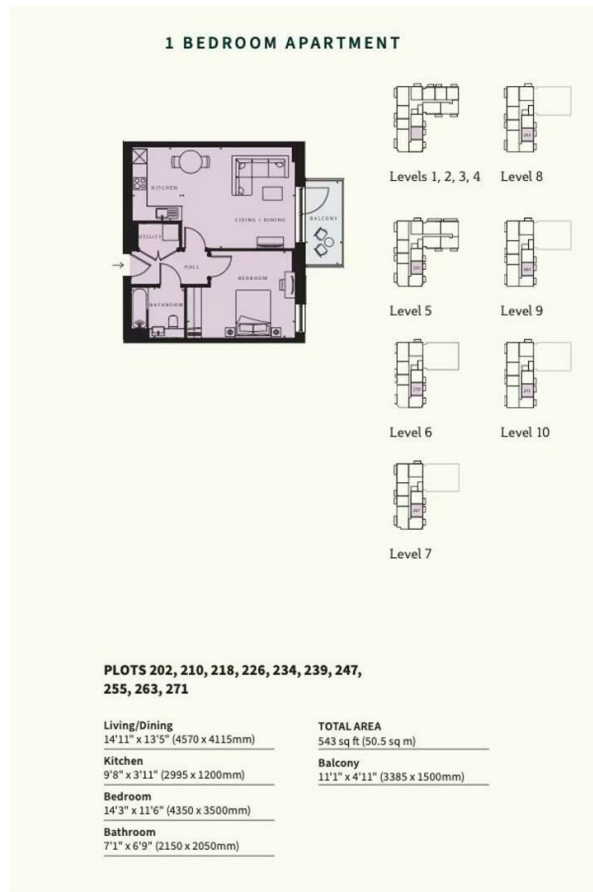 1 BEDROOM APARTMENT
KITCHEN
LIVING / DINING
BALCONY
UTILITY
HALL
BEDROOM
BATHROOM
Levels 1, 2, 3, 4
Level 8
Level 5
Level 9
Level 6
Level 10
Level 7
PLOTS 202, 210, 218, 226, 234, 239, 247,
255, 263, 271
Living/Dining
14'11" x 13'5" (4570 x 4115mm)
Kitchen
9'8" x 3'11" (2995 x 1200mm)
Bedroom
14'3" x 11'6" (4350 x 3500mm)
Bathroom
7'1" x 6'9" (2150 x 2050mm)
TOTAL AREA
543 sq ft (50.5 sq m)
Balcony
11'1" x 4'11" (3385 x 1500mm)